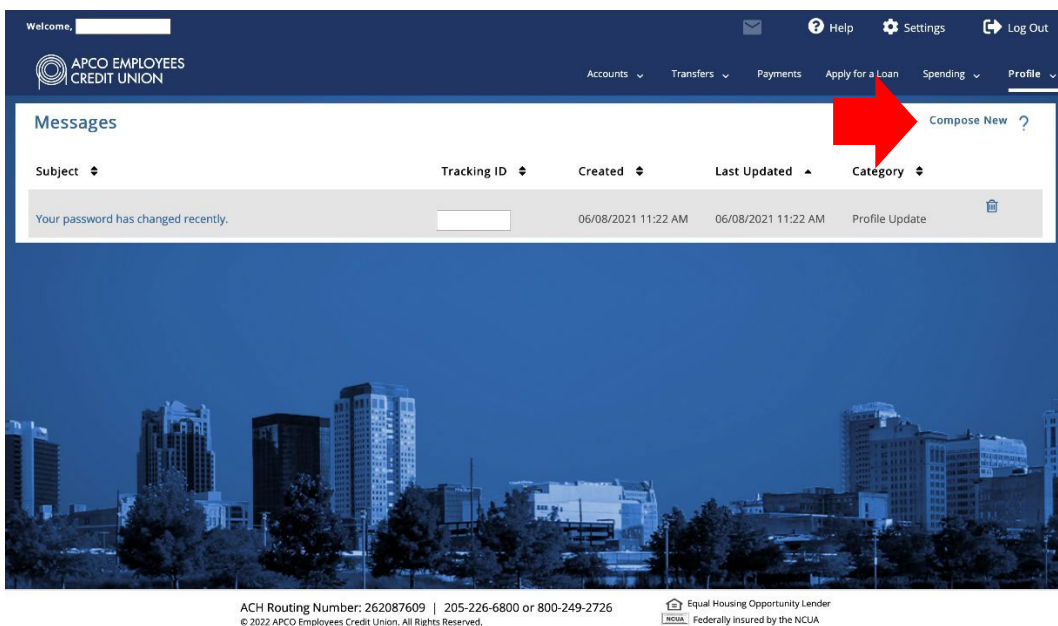 Welcome,
Help Settings Log Out
APCO EMPLOYEES
CREDIT UNION
Accounts Transfers Payments Apply for a Loan Spending Profile
Messages Compose New ?
Subject Tracking ID Created Last Updated Category
Your password has changed recently. 06/08/2021 11:22 AM 06/08/2021 11:22 AM Profile Update
ACH Routing Number: 262087609 | 205-226-6800 or 800-249-2726
© 2022 APCO Employees Credit Union. All Rights Reserved.
Equal Housing Opportunity Lender
NCUA Federally insured by the NCUA